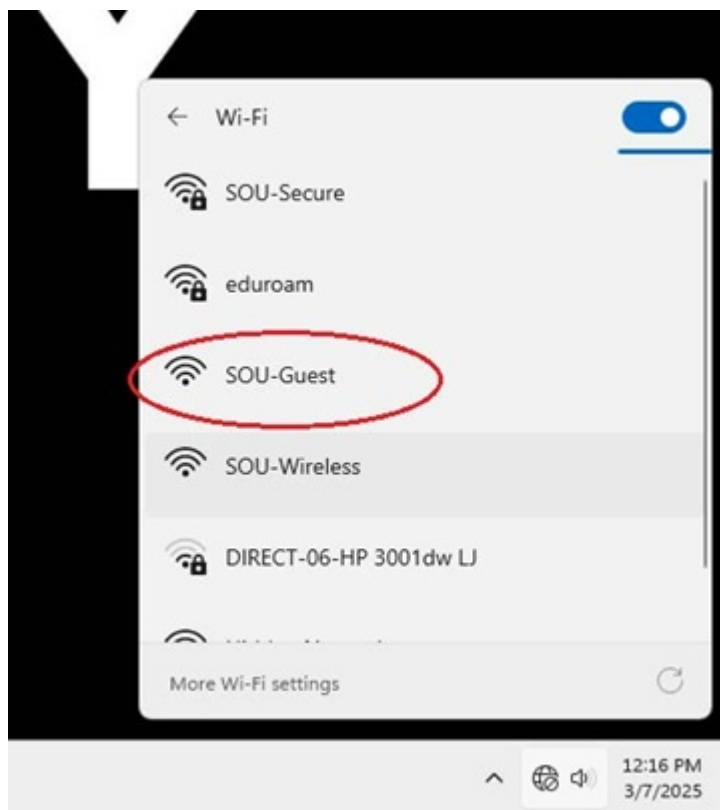 Y
Wi-Fi
SOU-Secure
eduroam
SOU-Guest
SOU-Wireless
DIRECT-06-HP 3001dw LJ
More Wi-Fi settings
12:16 PM
3/7/2025